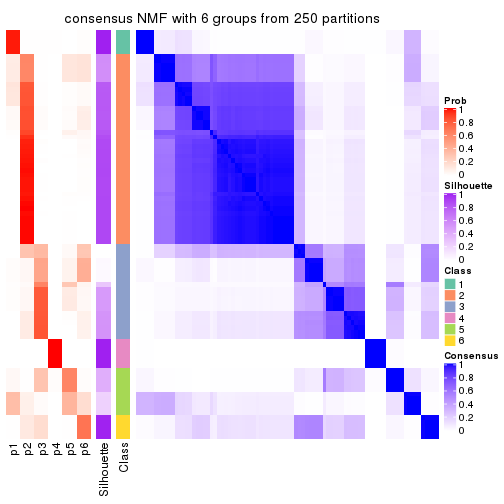 consensus NMF with 6 groups from 250 partitions
Prob
1
0.8
0.6
0.4
0.2
0
Silhouette
1
0.8
0.6
0.4
0.2
0
Class
1
2
3
4
5
6
Consensus
1
0.8
0.6
0.4
0.2
0
p1
p2
p3
p4
p5
p6
Silhouette
Class